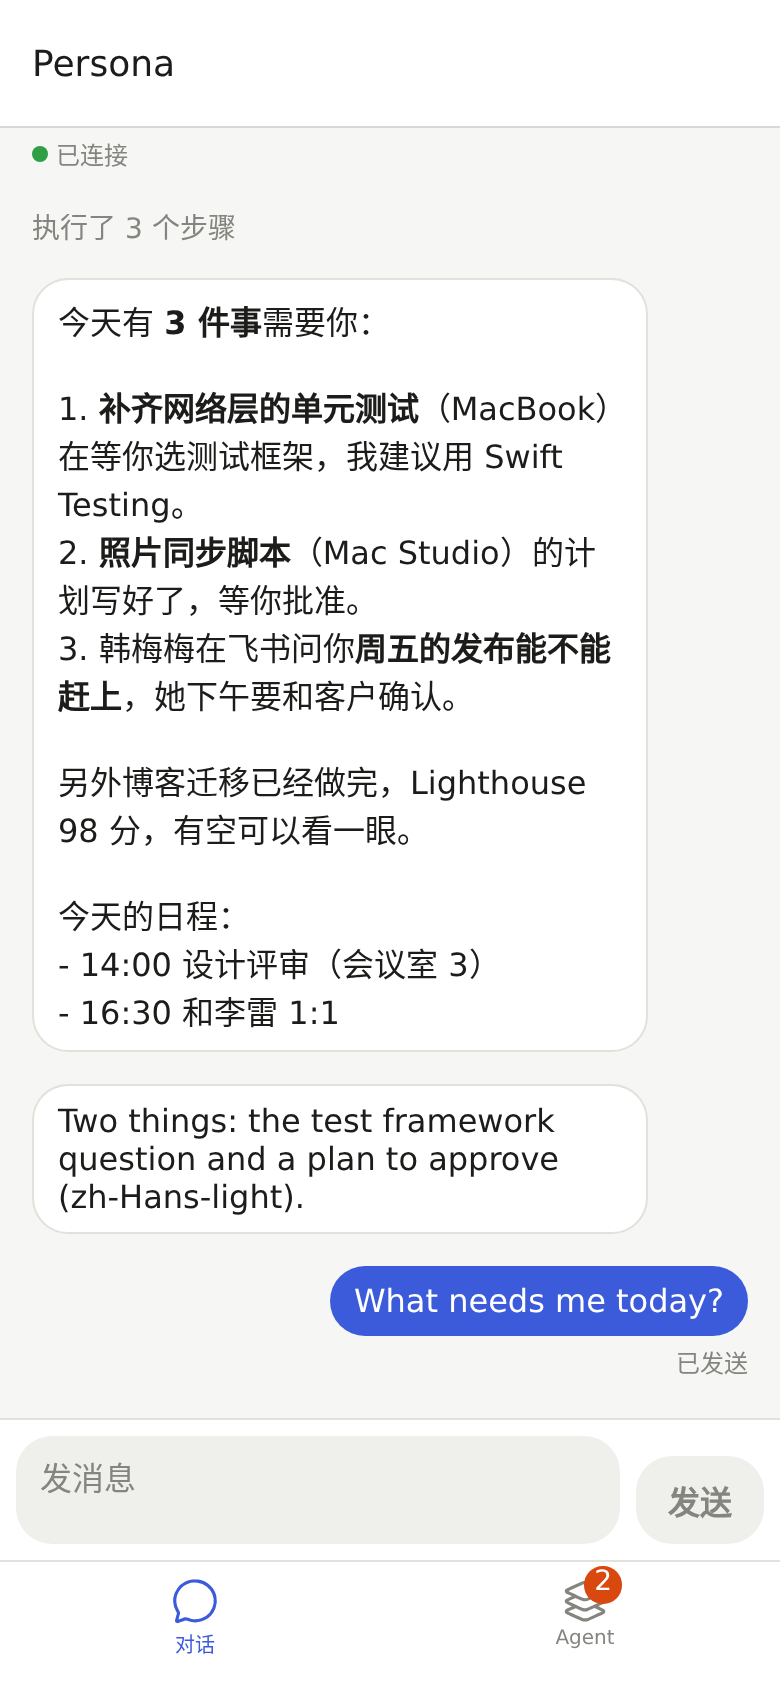 Persona
已连接
执行了 3 个步骤
今天有 3 件事需要你：
1. 补齐网络层的单元测试（MacBook）
在等你选测试框架，我建议用 Swift
Testing。
2. 照片同步脚本（Mac Studio）的计
划写好了，等你批准。
3. 韩梅梅在飞书问你周五的发布能不能
赶上，她下午要和客户确认。
另外博客迁移已经做完，Lighthouse
98 分，有空可以看一眼。
今天的日程：
- 14:00 设计评审（会议室 3）
- 16:30 和李雷 1:1
Two things: the test framework
question and a plan to approve
(zh-Hans-light).
What needs me today?
已发送
发消息
发送
2
对话
Agent